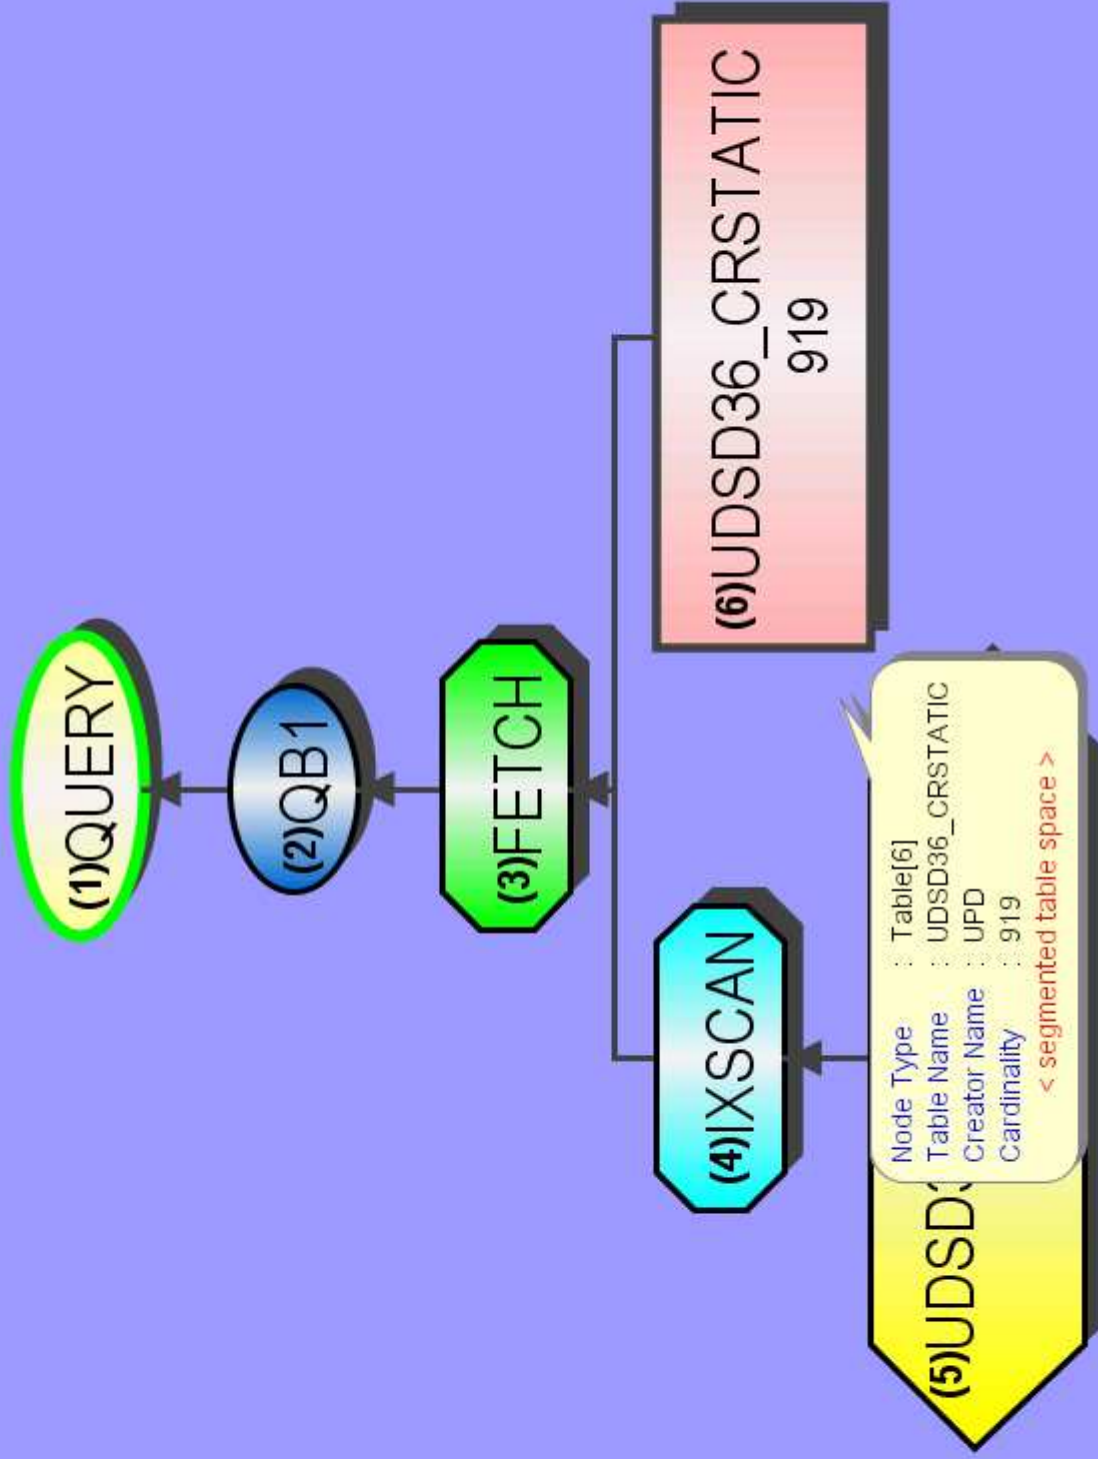 (1)QUERY
(2)QB1
(3)FETCH
(4)IXSCAN
(6)UDSD36_CRSTATIC
919
Node Type : Table[6]
Table Name : UDSD36_CRSTATIC
Creator Name : UPD
Cardinality : 919
< segmented table space >